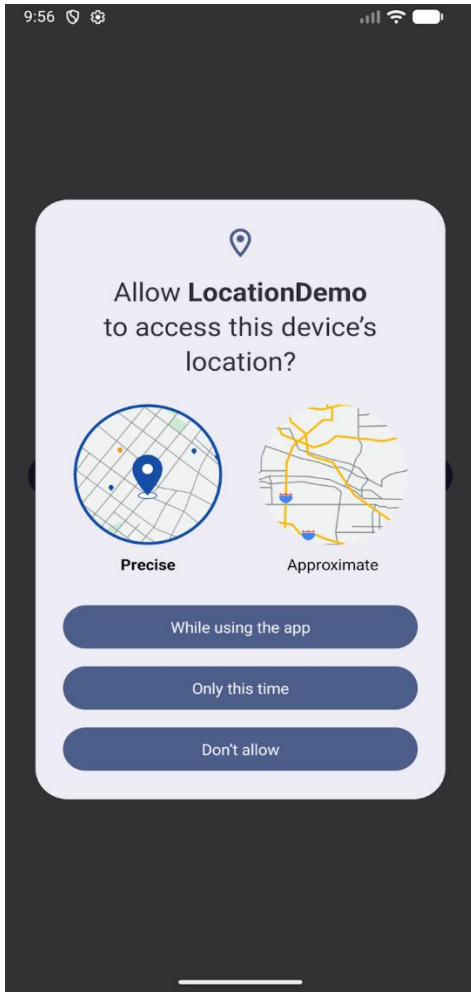 9:56
Allow LocationDemo
to access this device's
location?
Precise
Approximate
While using the app
Only this time
Don't allow